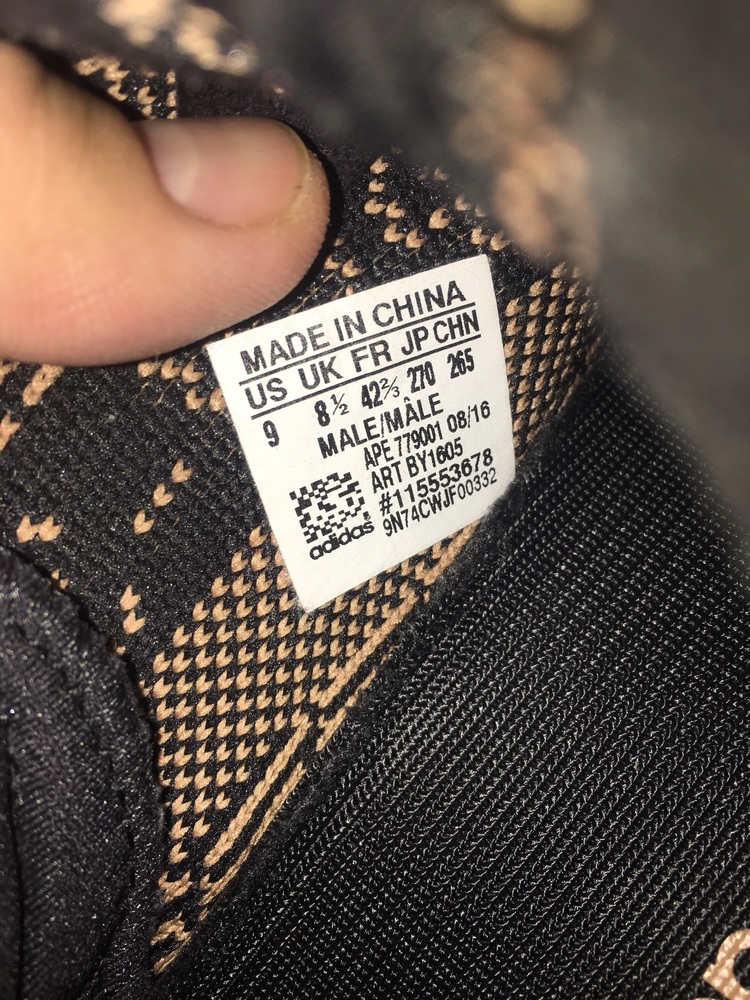 MADE IN CHINA
US UK FR JP CHN
9 8½ 42⅔ 270 265
MALE/MÂLE
APE 779001 08/16
ART BY1605
#115553678
9N74CWJF00332
adidas